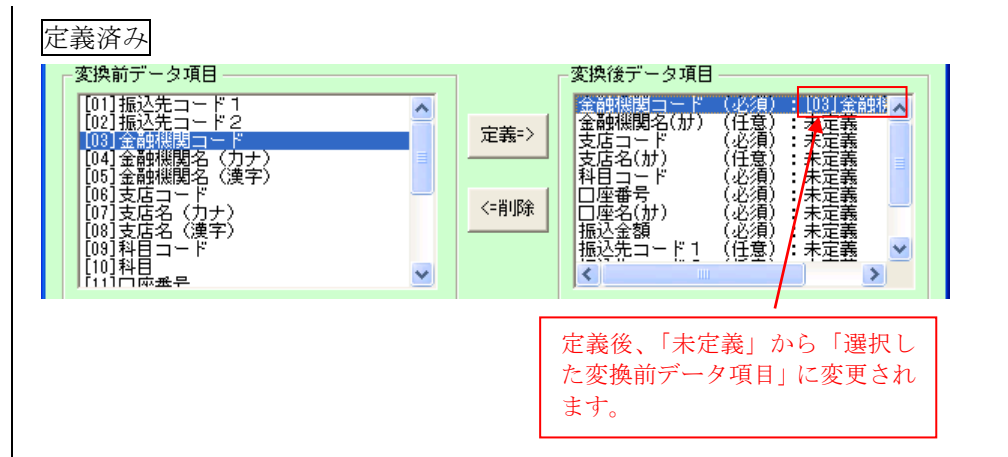 定義済み
変換前データ項目
[01]振込先コード1
[02]振込先コード2
[03]金融機関コード
[04]金融機関名（カナ）
[05]金融機関名（漢字）
[06]支店コード
[07]支店名（カナ）
[08]支店名（漢字）
[09]科目コード
[10]科目
[11]口座番号
定義=>
<=削除
変換後データ項目
金融機関コード （必須）：[03]金融機
金融機関名(ｶﾅ) （任意）：未定義
支店コード （必須）：未定義
支店名(ｶﾅ) （任意）：未定義
科目コード （必須）：未定義
口座番号 （必須）：未定義
口座名(ｶﾅ) （必須）：未定義
振込金額 （必須）：未定義
振込先コード1 （任意）：未定義
定義後、「未定義」から「選択し
た変換前データ項目」に変更され
ます。